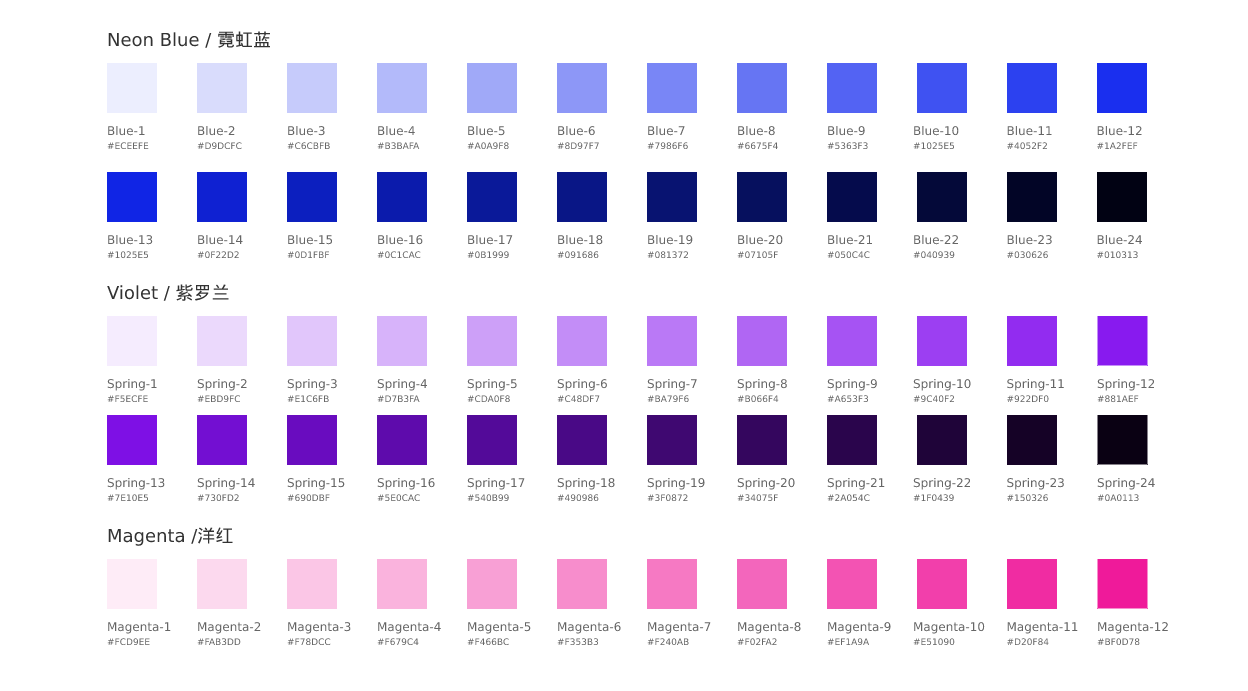 Neon Blue / 霓虹蓝
Blue-1 Blue-2 Blue-3 Blue-4 Blue-5 Blue-6 Blue-7 Blue-8 Blue-9 Blue-10 Blue-11 Blue-12
#ECEEFE #D9DCFC #C6CBFB #B3BAFA #A0A9F8 #8D97F7 #7986F6 #6675F4 #5363F3 #1025E5 #4052F2 #1A2FEF
Blue-13 Blue-14 Blue-15 Blue-16 Blue-17 Blue-18 Blue-19 Blue-20 Blue-21 Blue-22 Blue-23 Blue-24
#1025E5 #0F22D2 #0D1FBF #0C1CAC #0B1999 #091686 #081372 #07105F #050C4C #040939 #030626 #010313
Violet / 紫罗兰
Spring-1 Spring-2 Spring-3 Spring-4 Spring-5 Spring-6 Spring-7 Spring-8 Spring-9 Spring-10 Spring-11 Spring-12
#F5ECFE #EBD9FC #E1C6FB #D7B3FA #CDA0F8 #C48DF7 #BA79F6 #B066F4 #A653F3 #9C40F2 #922DF0 #881AEF
Spring-13 Spring-14 Spring-15 Spring-16 Spring-17 Spring-18 Spring-19 Spring-20 Spring-21 Spring-22 Spring-23 Spring-24
#7E10E5 #730FD2 #690DBF #5E0CAC #540B99 #490986 #3F0872 #34075F #2A054C #1F0439 #150326 #0A0113
Magenta /洋红
Magenta-1 Magenta-2 Magenta-3 Magenta-4 Magenta-5 Magenta-6 Magenta-7 Magenta-8 Magenta-9 Magenta-10 Magenta-11 Magenta-12
#FCD9EE #FAB3DD #F78DCC #F679C4 #F466BC #F353B3 #F240AB #F02FA2 #EF1A9A #E51090 #D20F84 #BF0D78